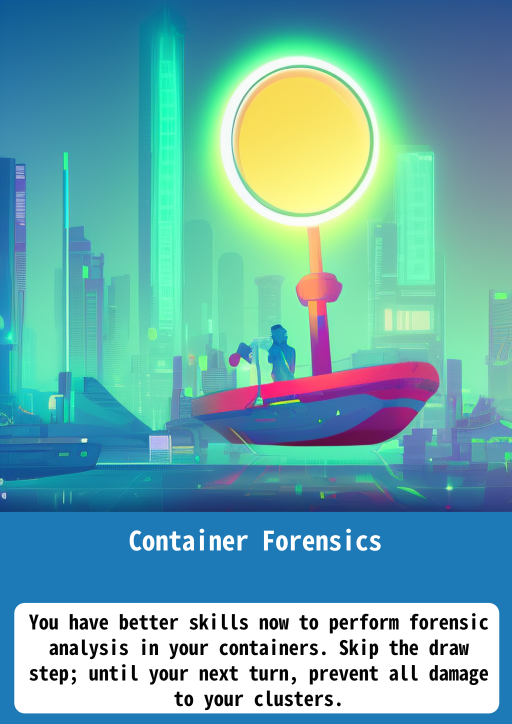 Container Forensics
You have better skills now to perform forensic
analysis in your containers. Skip the draw
step; until your next turn, prevent all damage
to your clusters.